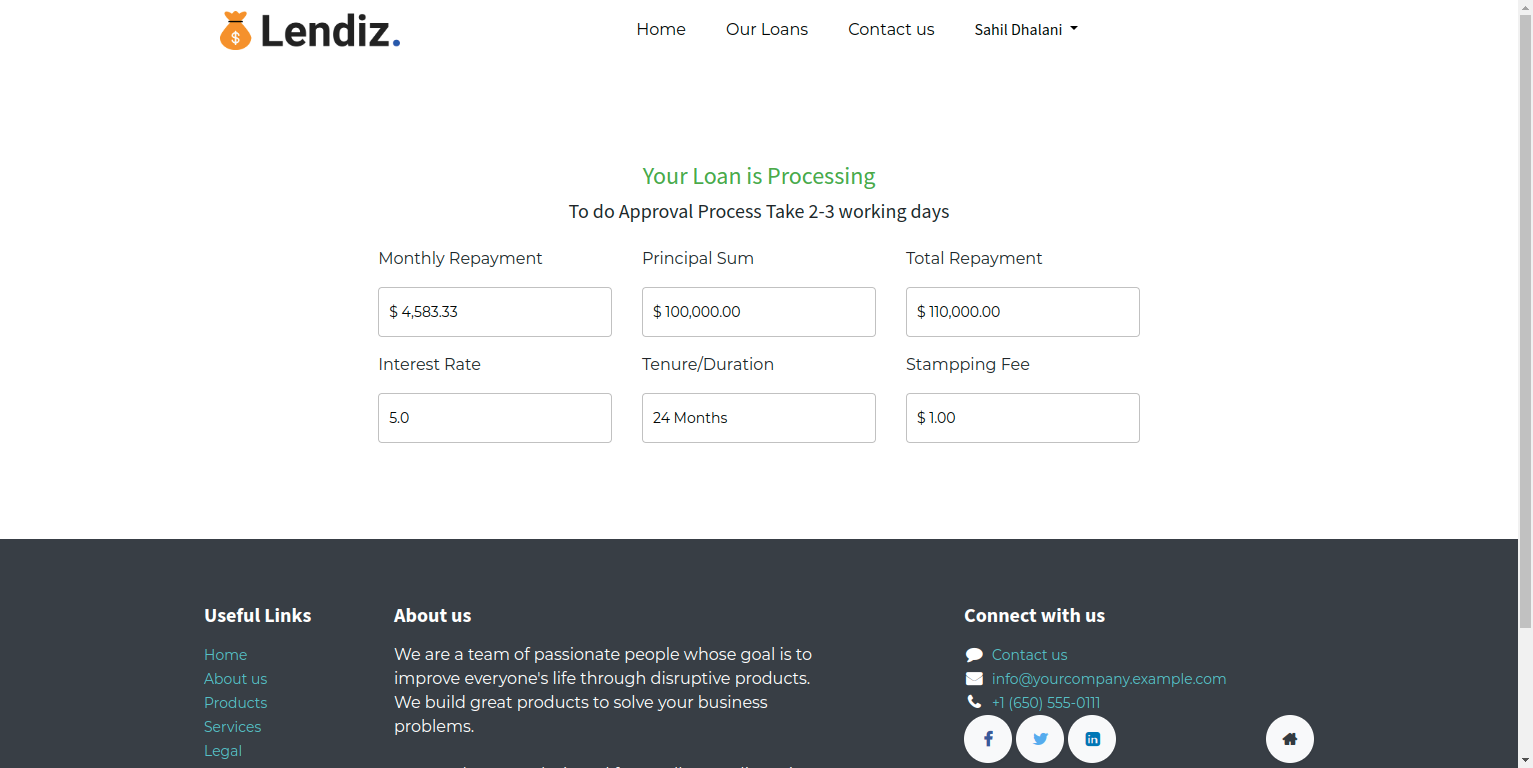 $ Lendiz.
Home Our Loans Contact us Sahil Dhalani
Your Loan is Processing
To do Approval Process Take 2-3 working days
Monthly Repayment Principal Sum Total Repayment
$ 4,583.33 $ 100,000.00 $ 110,000.00
Interest Rate Tenure/Duration Stampping Fee
5.0 24 Months $ 1.00
Useful Links
Home
About us
Products
Services
Legal
About us
We are a team of passionate people whose goal is to
improve everyone's life through disruptive products.
We build great products to solve your business
problems.
Connect with us
Contact us
info@yourcompany.example.com
+1 (650) 555-0111